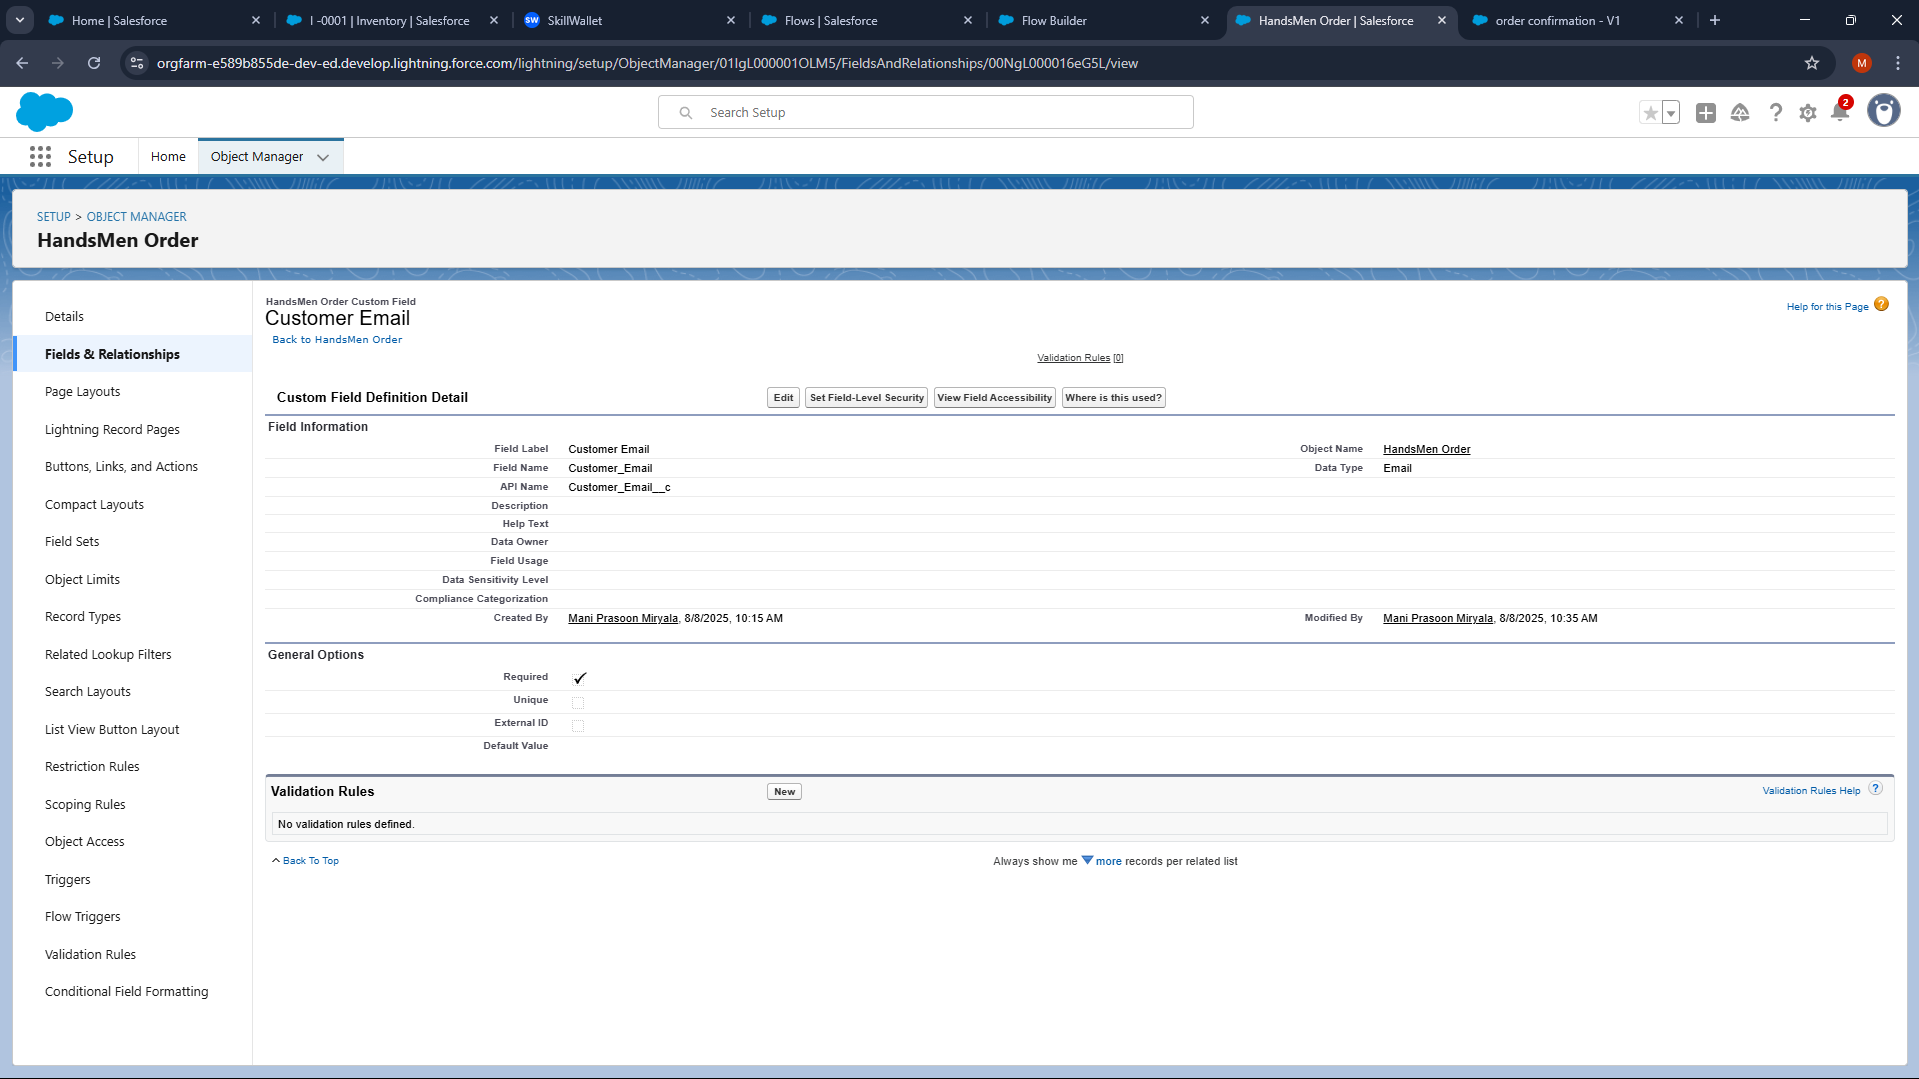 Home | Salesforce
I -0001 | Inventory | Salesforce
SW SkillWallet
Flows | Salesforce
Flow Builder
HandsMen Order | Salesforce
order confirmation - V1
orgfarm-e589b855de-dev-ed.develop.lightning.force.com/lightning/setup/ObjectManager/01IgL000001OLM5/FieldsAndRelationships/00NgL000016eG5L/view
M
Search Setup
2
Setup
Home
Object Manager
SETUP > OBJECT MANAGER
HandsMen Order
Details
Fields & Relationships
Page Layouts
Lightning Record Pages
Buttons, Links, and Actions
Compact Layouts
Field Sets
Object Limits
Record Types
Related Lookup Filters
Search Layouts
List View Button Layout
Restriction Rules
Scoping Rules
Object Access
Triggers
Flow Triggers
Validation Rules
Conditional Field Formatting
HandsMen Order Custom Field
Customer Email
Back to HandsMen Order
Help for this Page ?
Validation Rules [0]
Custom Field Definition Detail
Edit
Set Field-Level Security
View Field Accessibility
Where is this used?
Field Information
Field Label Customer Email
Object Name HandsMen Order
Field Name Customer_Email
Data Type Email
API Name Customer_Email__c
Description
Help Text
Data Owner
Field Usage
Data Sensitivity Level
Compliance Categorization
Created By Mani Prasoon Miryala, 8/8/2025, 10:15 AM
Modified By Mani Prasoon Miryala, 8/8/2025, 10:35 AM
General Options
Required
Unique
External ID
Default Value
Validation Rules
New
Validation Rules Help ?
No validation rules defined.
Back To Top
Always show me more records per related list